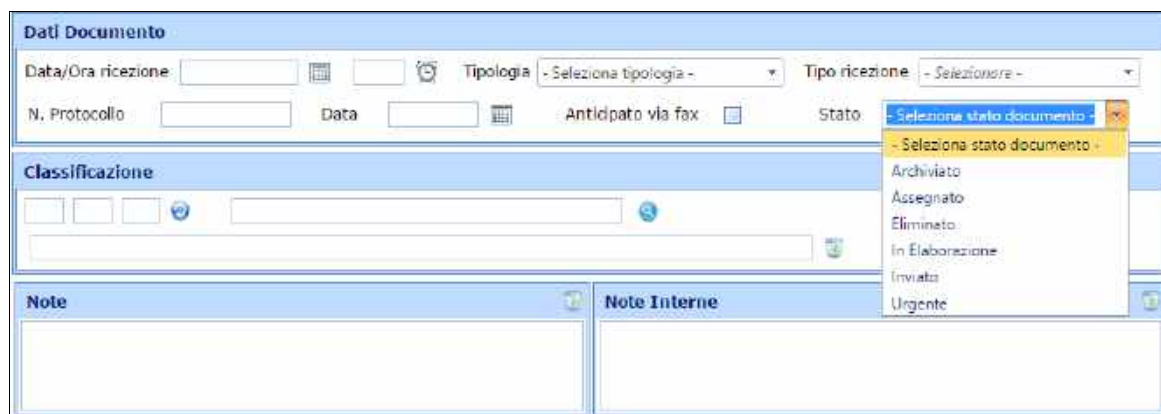 Dati Documento
Data/Ora ricezione Tipologia - Seleziona tipologia - Tipo ricezione - Selezionare -
N. Protocollo Data Anticipato via fax Stato - Seleziona stato documento -
- Seleziona stato documento -
Archiviato
Assegnato
Eliminato
In Elaborazione
Inviato
Urgente
Classificazione
Note Note Interne